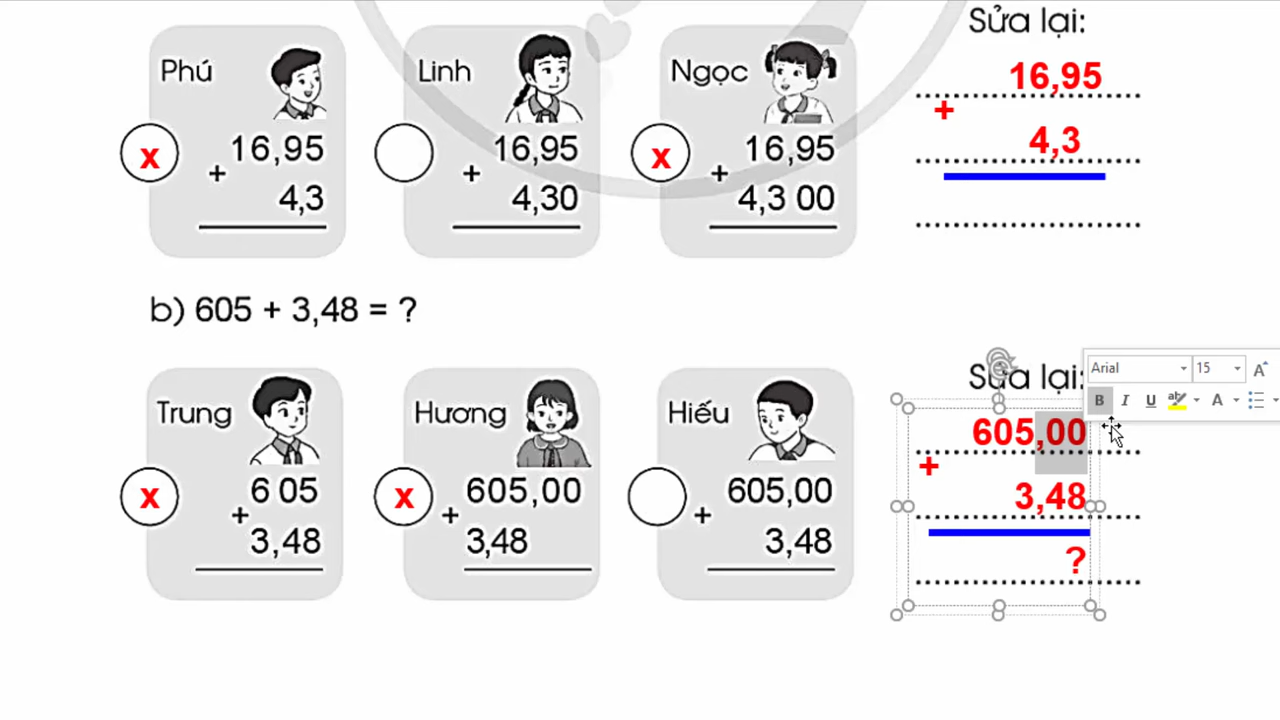 Sửa lại:
Phú
Linh
Ngọc
16,95
x
16,95
x
16,95
16,95
+
+
+
+
4,3
4,30
4,3 00
4,3
b) 605 + 3,48 = ?
Sửa lại:
Arial
15
A
B
I
U
ab
A
Trung
Hương
Hiếu
605,00
x
6 05
x
605,00
605,00
+
+
+
+
3,48
3,48
3,48
3,48
?